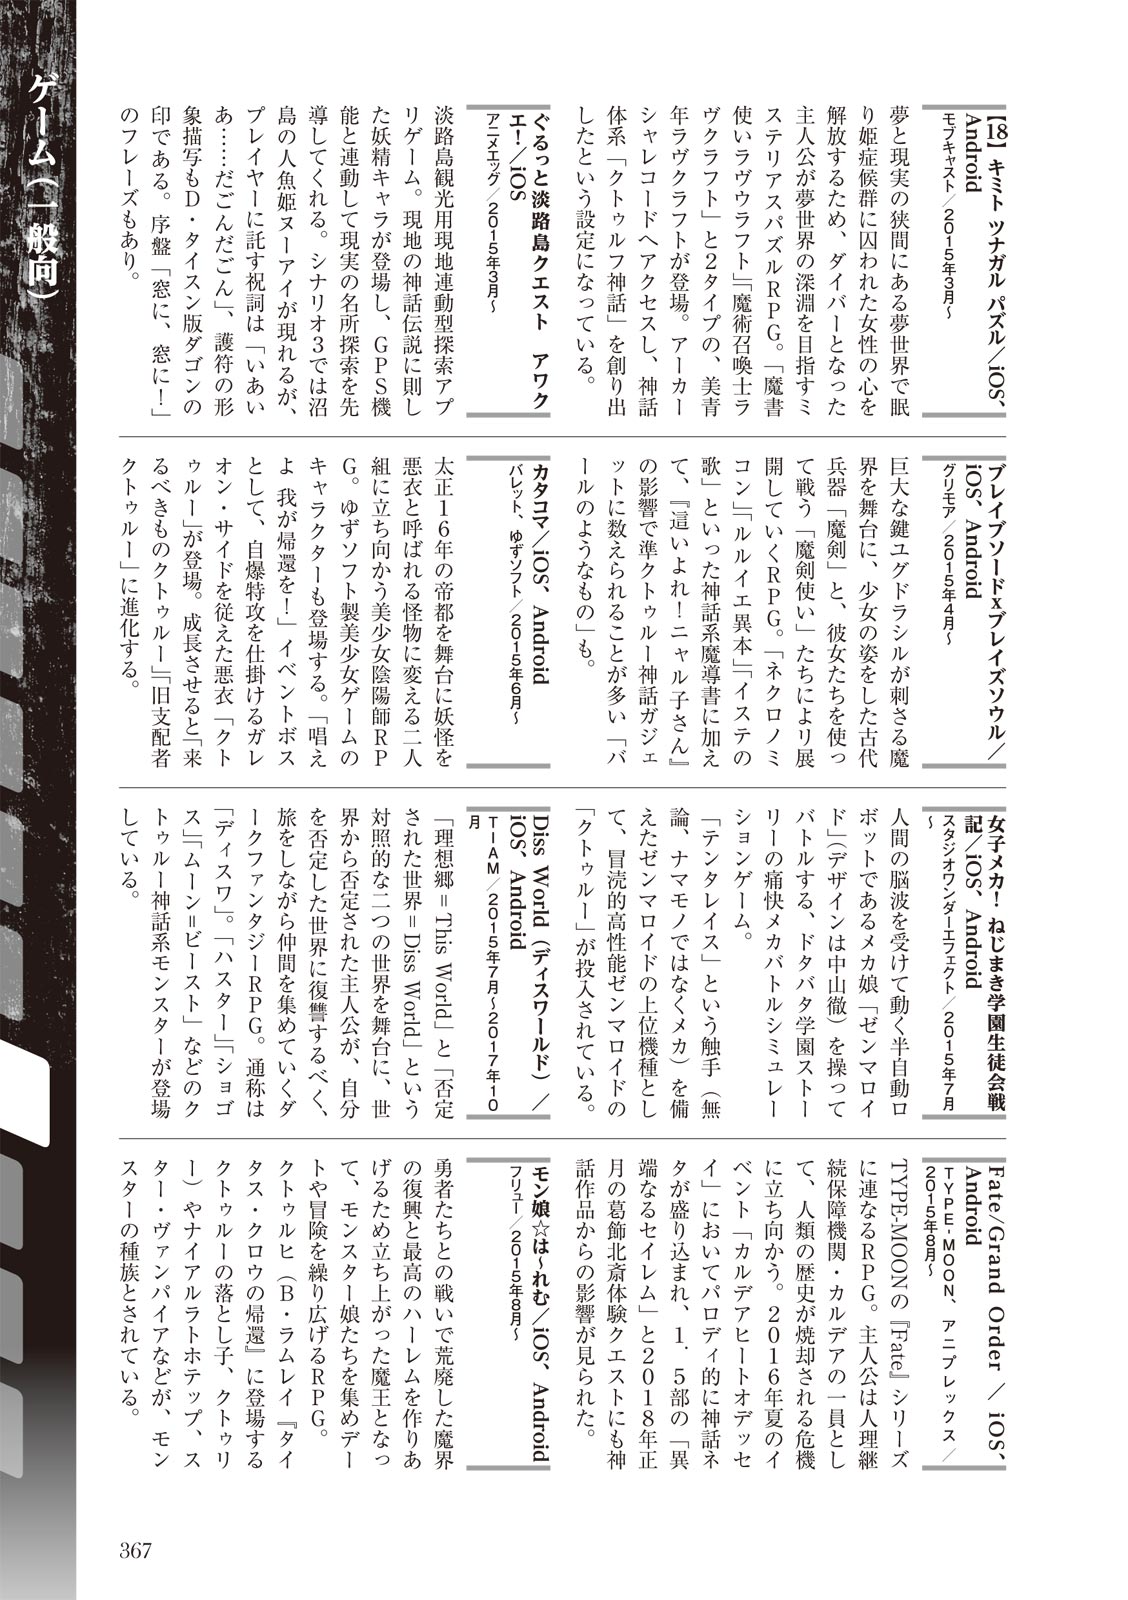 ゲーム（一般向）
【18】キミト ツナガル パズル／iOS、
Android
モブキャスト／2015年3月〜
夢と現実の狭間にある夢世界で眠
り姫症候群に囚われた女性の心を
解放するため、ダイバーとなった
主人公が夢世界の深淵を目指すミ
ステリアスパズルRPG。「魔書
使いラヴウラフト」「魔術召喚士ラ
ヴクラフト」と2タイプの、美青
年ラヴクラフトが登場。アーカー
シャレコードへアクセスし、神話
体系「クトゥルフ神話」を創り出
したという設定になっている。
ぐるっと淡路島クエスト　アワク
エ！／iOS
アニメエッグ／2015年3月〜
淡路島観光用現地連動型探索アプ
リゲーム。現地の神話伝説に則し
た妖精キャラが登場し、GPS機
能と連動して現実の名所探索を先
導してくれる。シナリオ3では沼
島の人魚姫ヌーアイが現れるが、
プレイヤーに託す祝詞は「いあい
あ……だごんだごん」、護符の形
象描写もD・タイスン版ダゴンの
印である。序盤「窓に、窓に！」
のフレーズもあり。
ブレイブソードxブレイズソウル／
iOS、Android
グリモア／2015年4月〜
巨大な鍵ユグドラシルが刺さる魔
界を舞台に、少女の姿をした古代
兵器「魔剣」と、彼女たちを使っ
て戦う「魔剣使い」たちにより展
開していくRPG。「ネクロノミ
コン」「ルルイエ異本」「イステの
歌」といった神話系魔導書に加え
て、『這いよれ！ニャル子さん』
の影響で準クトゥルー神話ガジェ
ットに数えられることが多い「バ
ールのようなもの」も。
カタコマ／iOS、Android
バレット、ゆずソフト／2015年6月〜
太正16年の帝都を舞台に妖怪を
悪衣と呼ばれる怪物に変える二人
組に立ち向かう美少女陰陽師RP
G。ゆずソフト製美少女ゲームの
キャラクターも登場する。「唱え
よ 我が帰還を！」イベントボス
として、自爆特攻を仕掛けるガレ
オン・サイドを従えた悪衣「クト
ゥルー」が登場。成長させると「来
るべきものクトゥルー」「旧支配者
クトゥルー」に進化する。
女子メカ！ ねじまき学園生徒会戦
記／iOS、Android
スタジオワンダーエフェクト／2015年7月
〜
人間の脳波を受けて動く半自動ロ
ボットであるメカ娘「ゼンマロイ
ド」（デザインは中山徹）を操って
バトルする、ドタバタ学園ストー
リーの痛快メカバトルシミュレー
ションゲーム。
「テンタレイス」という触手（無
論、ナマモノではなくメカ）を備
えたゼンマロイドの上位機種とし
て、冒涜的高性能ゼンマロイドの
「クトゥルー」が投入されている。
Diss World（ディスワールド）／
iOS、Android
TIAM／2015年7月〜2017年10
月
「理想郷＝This World」と「否定
された世界＝Diss World」という
対照的な二つの世界を舞台に、世
界から否定された主人公が、自分
を否定した世界に復讐するべく、
旅をしながら仲間を集めていくダ
ークファンタジーRPG。通称は
「ディスワ」。「ハスター」「ショゴ
ス」「ムーン＝ビースト」などのク
トゥルー神話系モンスターが登場
している。
Fate/Grand Order ／ iOS、
Android
TYPE-MOON、アニプレックス／
2015年8月〜
TYPE-MOONの『Fate』シリーズ
に連なるRPG。主人公は人理継
続保障機関・カルデアの一員とし
て、人類の歴史が焼却される危機
に立ち向かう。2016年夏のイ
ベント「カルデアヒートオデッセ
イ」においてパロディ的に神話ネ
タが盛り込まれ、1.5部の「異
端なるセイレム」と2018年正
月の葛飾北斎体験クエストにも神
話作品からの影響が見られた。
モン娘☆は〜れむ／iOS、Android
フリュー／2015年8月〜
勇者たちとの戦いで荒廃した魔界
の復興と最高のハーレムを作りあ
げるため立ち上がった魔王となっ
て、モンスター娘たちを集めデー
トや冒険を繰り広げるRPG。
クトゥルヒ（B・ラムレイ『タイ
タス・クロウの帰還』に登場する
クトゥルーの落とし子、クトゥリ
ー）やナイアルラトホテップ、ス
ター・ヴァンパイアなどが、モン
スターの種族とされている。
367